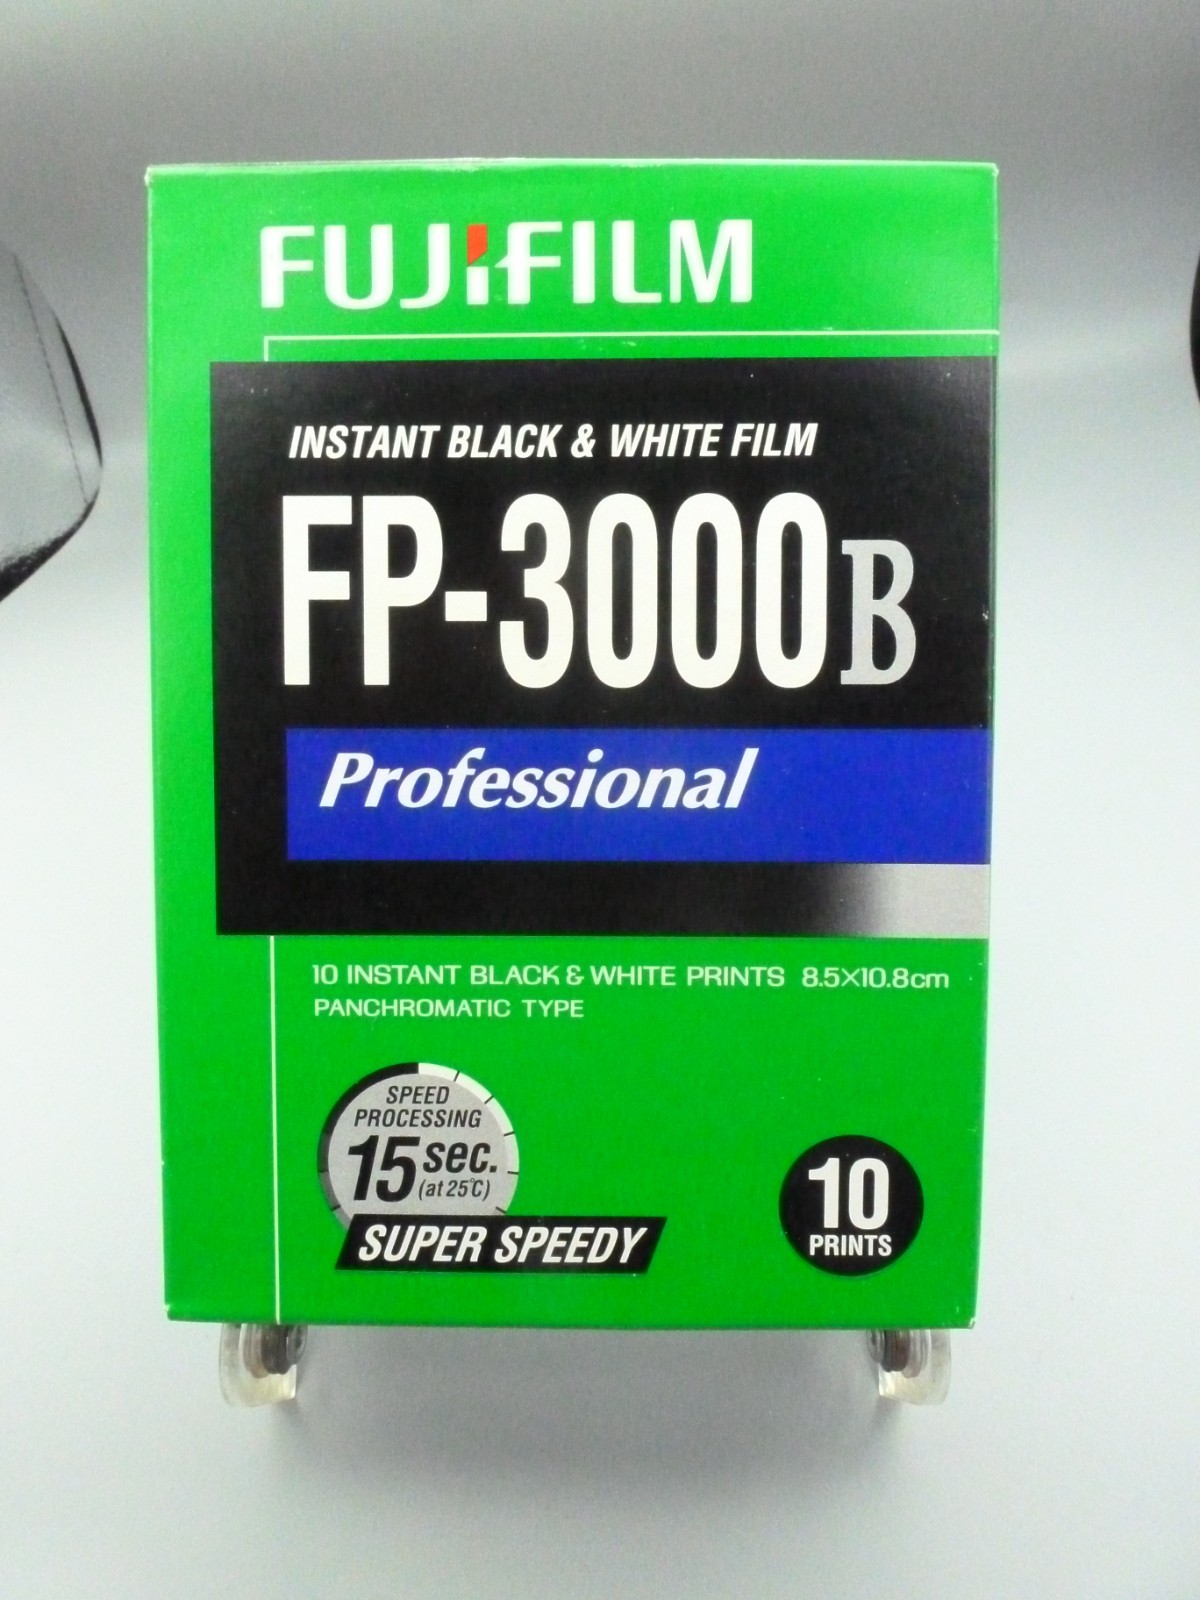 FUJIFILM
INSTANT BLACK & WHITE FILM
FP-3000B
Professional
10 INSTANT BLACK & WHITE PRINTS 8.5×10.8cm
PANCHROMATIC TYPE
SPEED
PROCESSING
15 sec.
(at 25℃)
SUPER SPEEDY
10
PRINTS